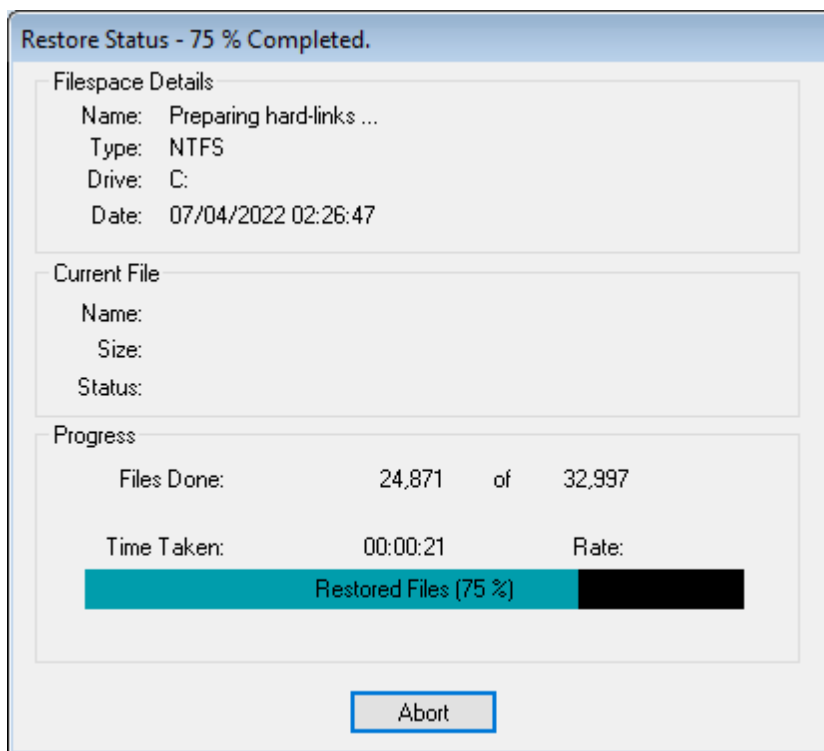 Restore Status - 75 % Completed.
Filespace Details
Name: Preparing hard-links ...
Type: NTFS
Drive: C:
Date: 07/04/2022 02:26:47
Current File
Name:
Size:
Status:
Progress
Files Done: 24,871 of 32,997
Time Taken: 00:00:21 Rate:
Restored Files (75 %)
Abort